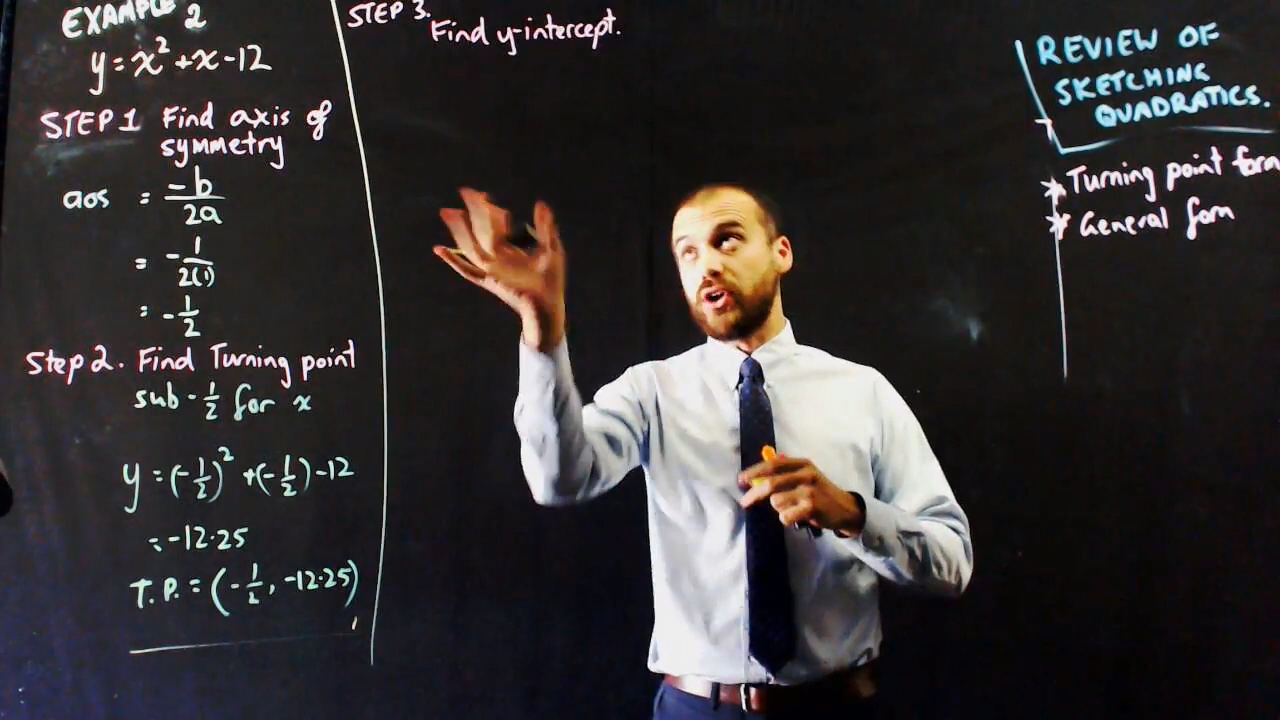 EXAMPLE 2
y = x² + x - 12
STEP 1 Find axis of
symmetry
aos = -b/2a
= -1/2(1)
= -1/2
Step 2. Find Turning point
sub - 1/2 for x
y = (-1/2)² + (-1/2) - 12
= -12.25
T.P. = (-1/2, -12.25)
STEP 3.
Find y-intercept.
REVIEW OF
SKETCHING
QUADRATICS.
* Turning point form
* General form